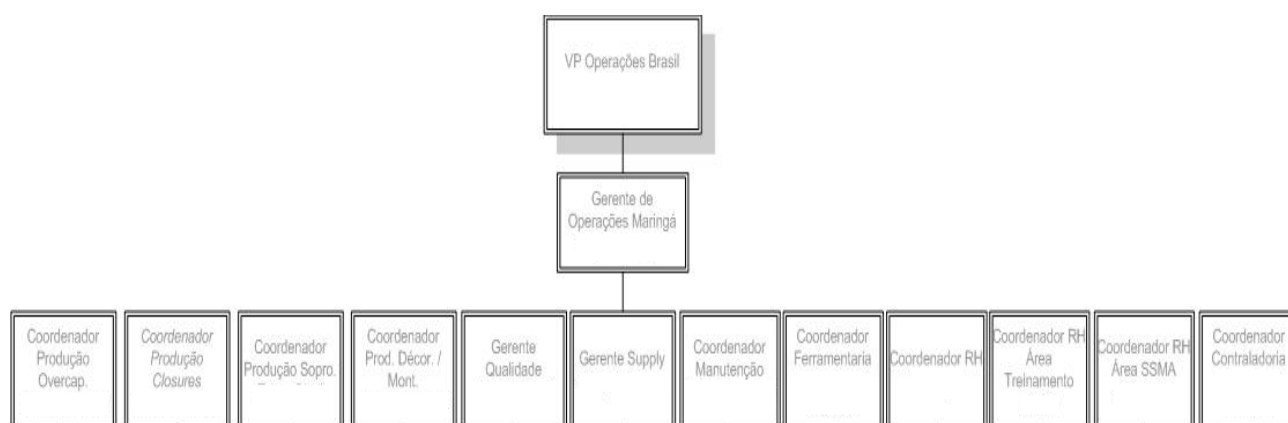 VP Operações Brasil
Gerente de
Operações Maringá
Coordenador
Produção
Overcap.
Coordenador
Produção
Closures
Coordenador
Produção Sopro.
Coordenador
Prod. Décor. /
Mont.
Gerente
Qualidade
Gerente Supply
Coordenador
Manutenção
Coordenador
Ferramentaria
Coordenador RH
Coordenador RH
Área
Treinamento
Coordenador RH
Área SSMA
Coordenador
Contraladoria